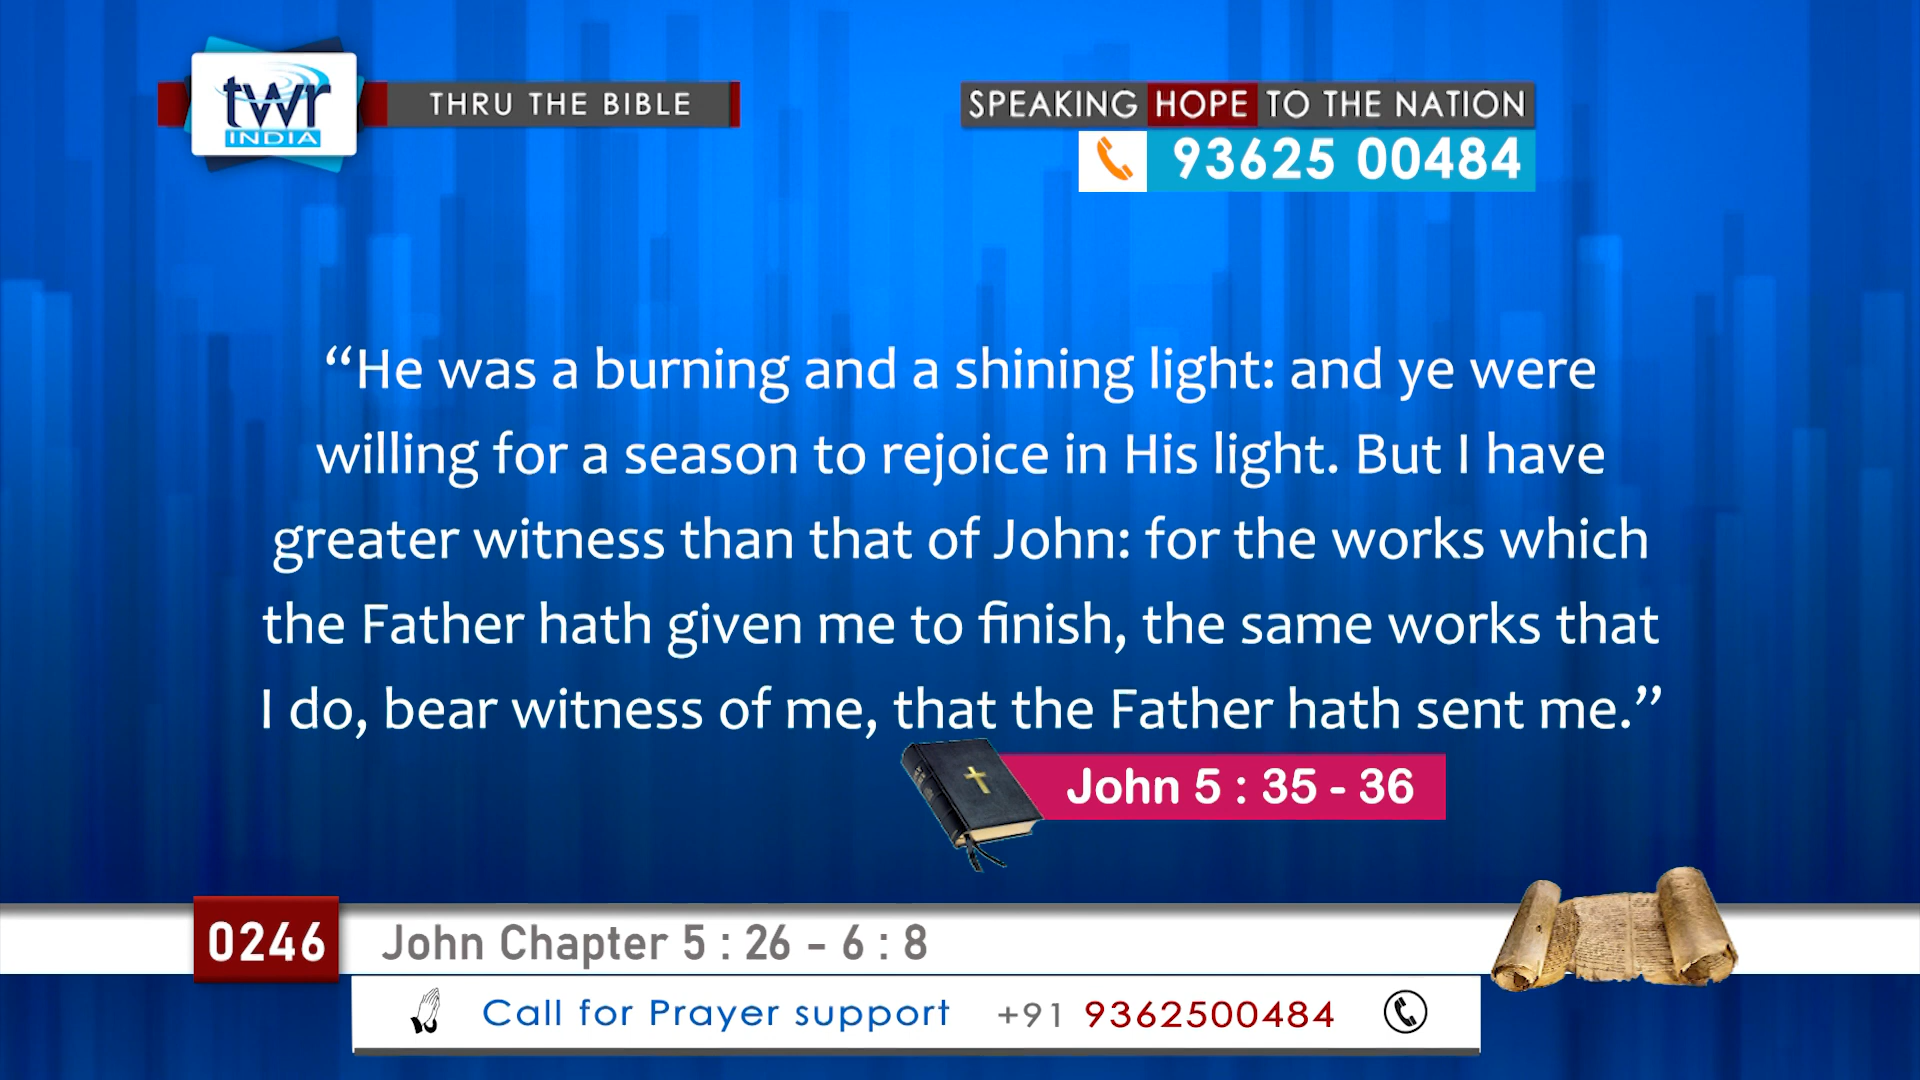 twr
INDIA
THRU THE BIBLE
SPEAKING HOPE TO THE NATION
93625 00484
“He was a burning and a shining light: and ye were
willing for a season to rejoice in His light. But I have
greater witness than that of John: for the works which
the Father hath given me to finish, the same works that
I do, bear witness of me, that the Father hath sent me.”
John 5 : 35 - 36
0246
John Chapter 5 : 26 - 6 : 8
Call for Prayer support +91 9362500484